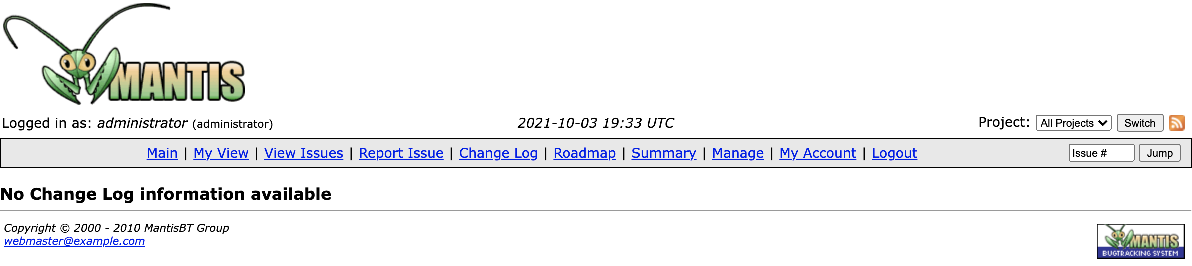 MANTIS
Logged in as: administrator (administrator)
2021-10-03 19:33 UTC
Project: All Projects Switch
Main | My View | View Issues | Report Issue | Change Log | Roadmap | Summary | Manage | My Account | Logout
Issue # Jump
No Change Log information available
Copyright © 2000 - 2010 MantisBT Group
webmaster@example.com
MANTIS
BUGTRACKING SYSTEM